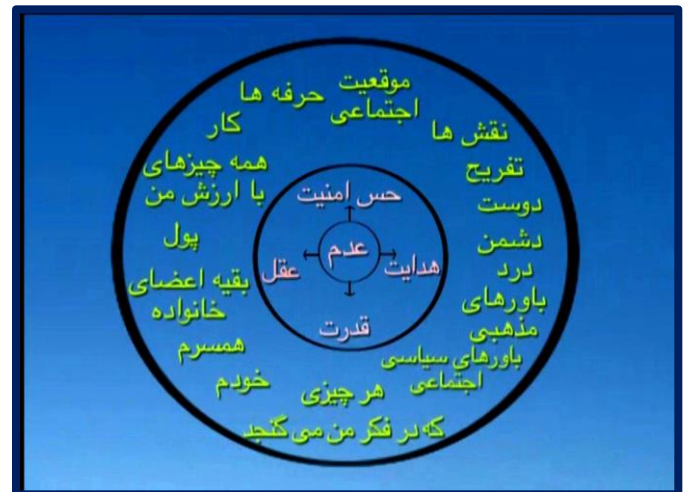 موقعیت
اجتماعی
حرفه ها
کار
همه چیزهای
با ارزش من
پول
بقیه اعضای
خانواده
همسرم
خودم
هر چیزی
که در فکر من می گنجد
نقش ها
تفریح
دوست
دشمن
درد
باورهای
مذهبی
باورهای سیاسی
اجتماعی
حس امنیت
هدایت
عدم
عقل
قدرت